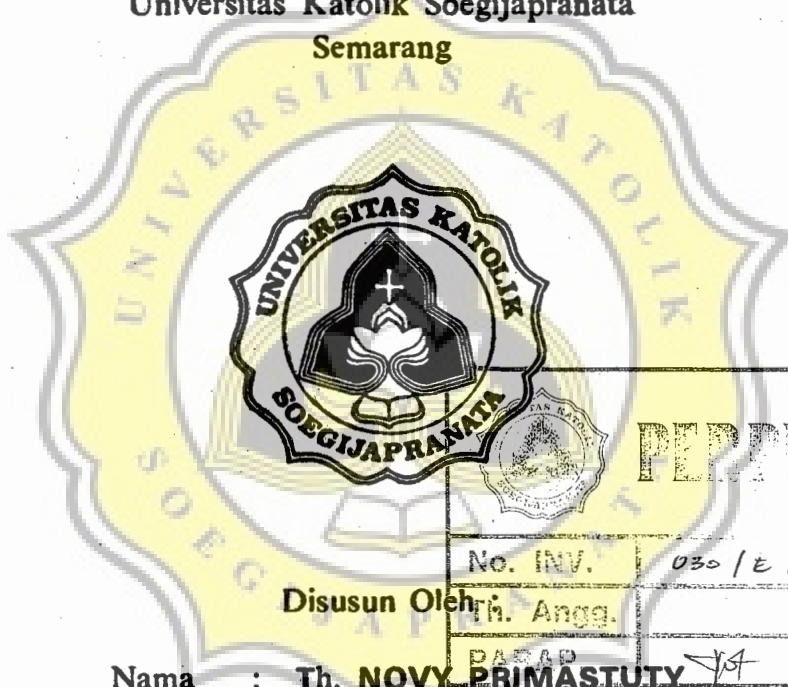 Universitas Katolik Soegijapranata
Semarang
UNIVERSITAS KATOLIK
SOEGIJAPRANATA
UNIVERSITAS KATOLIK
SOEGIJAPRANATA
No. INV. 030 / E
Disusun Oleh :
Th. Angg.
PARAP
Nama : Th. NOVY PRIMASTUTY